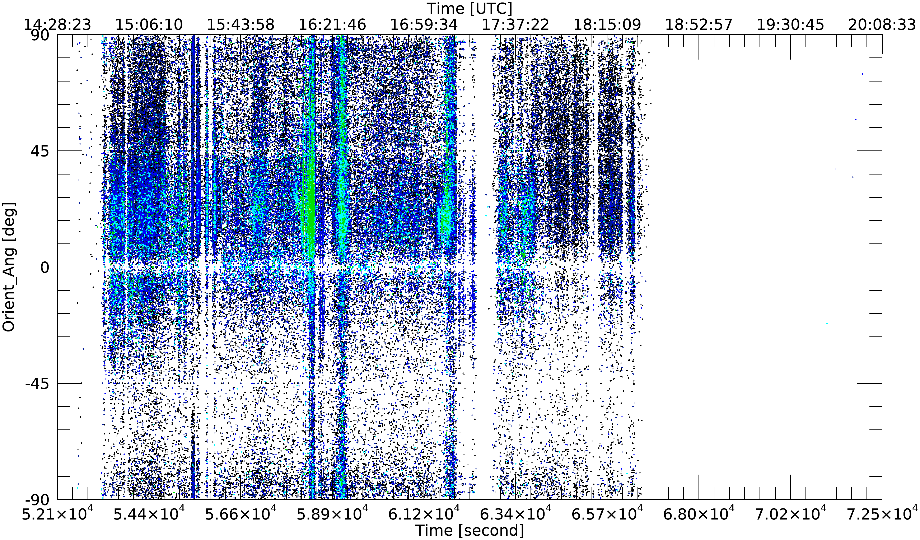 Time [UTC]
14:28:23 15:06:10 15:43:58 16:21:46 16:59:34 17:37:22 18:15:09 18:52:57 19:30:45 20:08:33
90
45
0
-45
-90
Orient_Ang [deg]
5.21×10⁴ 5.44×10⁴ 5.66×10⁴ 5.89×10⁴ 6.12×10⁴ 6.34×10⁴ 6.57×10⁴ 6.80×10⁴ 7.02×10⁴ 7.25×10⁴
Time [second]